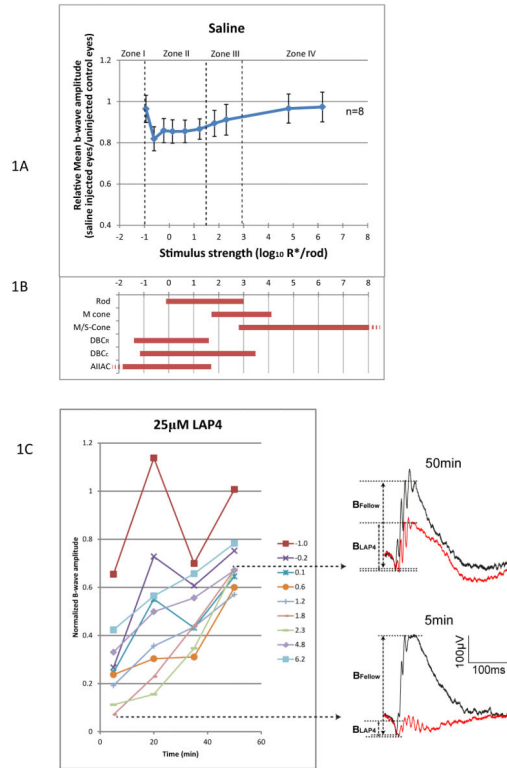 1A
Saline
Zone I
Zone II
Zone III
Zone IV
Relative Mean b-wave amplitude
(saline injected eyes/uninjected control eyes)
1.2
1
0.8
0.6
0.4
n=8
-2 -1 0 1 2 3 4 5 6 7 8
Stimulus strength (log₁₀ R*/rod)
1B
-2 -1 0 1 2 3 4 5 6 7 8
Rod
M cone
M/S-Cone
DBCR
DBCc
AIIAC
1C
25µM LAP4
Normalized B-wave amplitude
1.2
1
0.8
0.6
0.4
0.2
0
0 20 40 60
Time (min)
-1.0
-0.2
0.1
0.6
1.2
1.8
2.3
4.8
6.2
50min
BFellow
BLAP4
5min
BFellow
BLAP4
100µV
100ms